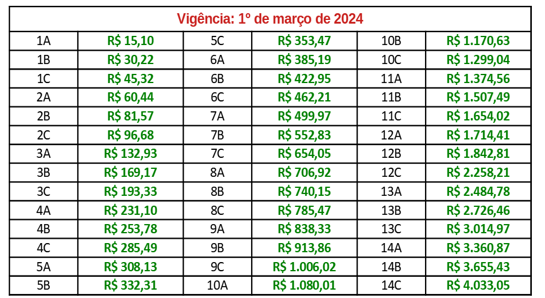 Vigência: 1º de março de 2024
1A R$ 15,10 5C R$ 353,47 10B R$ 1.170,63
1B R$ 30,22 6A R$ 385,19 10C R$ 1.299,04
1C R$ 45,32 6B R$ 422,95 11A R$ 1.374,56
2A R$ 60,44 6C R$ 462,21 11B R$ 1.507,49
2B R$ 81,57 7A R$ 499,97 11C R$ 1.654,02
2C R$ 96,68 7B R$ 552,83 12A R$ 1.714,41
3A R$ 132,93 7C R$ 654,05 12B R$ 1.842,81
3B R$ 169,17 8A R$ 706,92 12C R$ 2.258,21
3C R$ 193,33 8B R$ 740,15 13A R$ 2.484,78
4A R$ 231,10 8C R$ 785,47 13B R$ 2.726,46
4B R$ 253,78 9A R$ 838,33 13C R$ 3.014,97
4C R$ 285,49 9B R$ 913,86 14A R$ 3.360,87
5A R$ 308,13 9C R$ 1.006,02 14B R$ 3.655,43
5B R$ 332,31 10A R$ 1.080,01 14C R$ 4.033,05